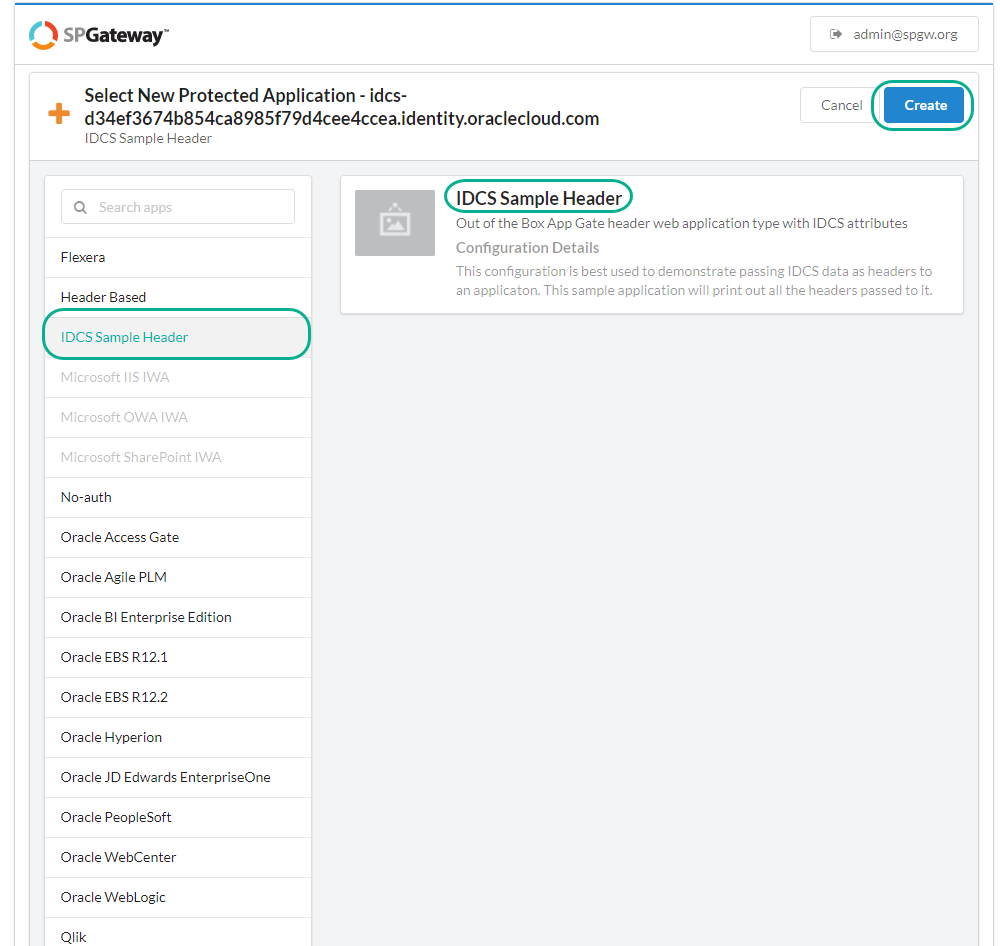 SPGateway™
admin@spgw.org
Select New Protected Application - idcs-
d34ef3674b854ca8985f79d4cee4ccea.identity.oraclecloud.com
IDCS Sample Header
Cancel
Create
Search apps
Flexera
Header Based
IDCS Sample Header
Microsoft IIS IWA
Microsoft OWA IWA
Microsoft SharePoint IWA
No-auth
Oracle Access Gate
Oracle Agile PLM
Oracle BI Enterprise Edition
Oracle EBS R12.1
Oracle EBS R12.2
Oracle Hyperion
Oracle JD Edwards EnterpriseOne
Oracle PeopleSoft
Oracle WebCenter
Oracle WebLogic
Qlik
IDCS Sample Header
Out of the Box App Gate header web application type with IDCS attributes
Configuration Details
This configuration is best used to demonstrate passing IDCS data as headers to
an applicaton. This sample application will print out all the headers passed to it.